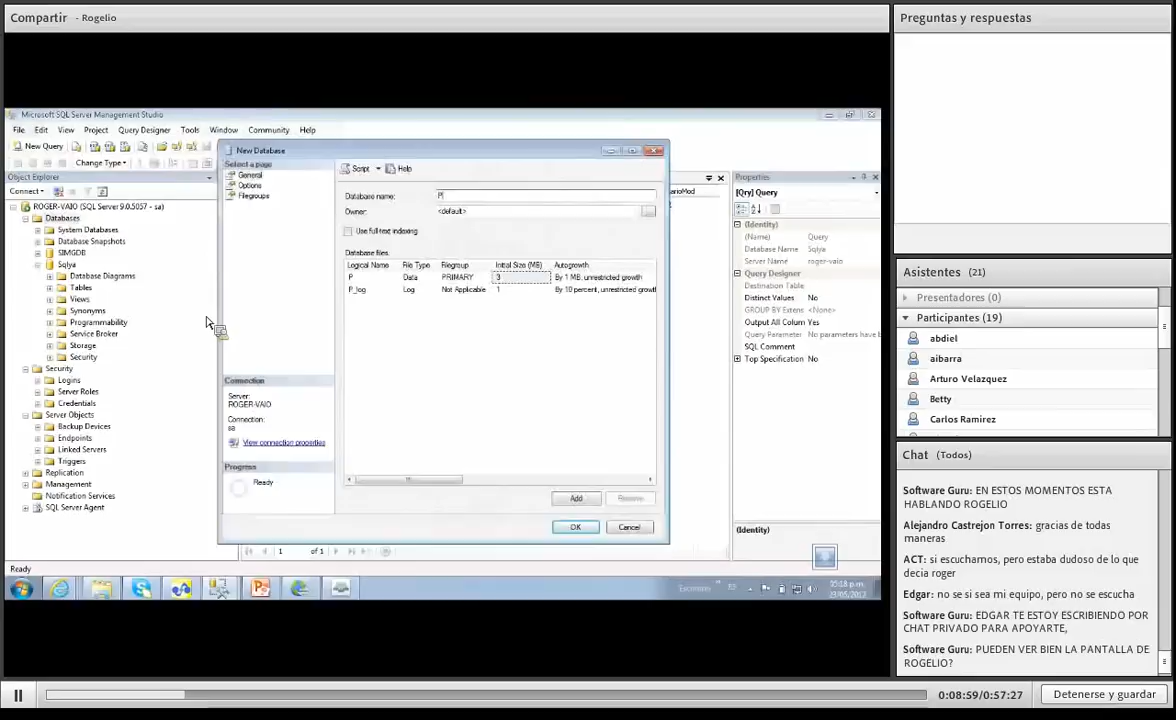 Compartir - Rogelio
Microsoft SQL Server Management Studio
File Edit View Project Query Designer Tools Window Community Help
New Query
Change Type
Object Explorer
Connect
ROGER-VAIO (SQL Server 9.0.5057 - sa)
Databases
System Databases
Database Snapshots
SIMGDB
Sqlya
Database Diagrams
Tables
Views
Synonyms
Programmability
Service Broker
Storage
Security
Security
Logins
Server Roles
Credentials
Server Objects
Backup Devices
Endpoints
Linked Servers
Triggers
Replication
Management
Notification Services
SQL Server Agent
New Database
Select a page
General
Options
Filegroups
Script Help
Database name: P
Owner: <default>
Use full-text indexing
Database files:
Logical Name File Type Filegroup Initial Size (MB) Autogrowth
P Data PRIMARY 3 By 1 MB, unrestricted growth
P_log Log Not Applicable 1 By 10 percent, unrestricted growt
Connection
Server:
ROGER-VAIO
Connection:
sa
View connection properties
Progress
Ready
Add Remove
OK Cancel
1 of 1
Properties
[Qry] Query
(Identity)
(Name) Query
Database Name Sqlya
Server Name roger-vaio
Query Designer
Destination Table
Distinct Values No
GROUP BY Extens <None>
Output All Column Yes
Query Parameter No parameters have b
SQL Comment
Top Specification No
(Identity)
Ready
Escritorio
05:18 p.m.
Preguntas y respuestas
Asistentes (21)
Presentadores (0)
Participantes (19)
abdiel
aibarra
Arturo Velazquez
Betty
Carlos Ramirez
Chat (Todos)
Software Guru: EN ESTOS MOMENTOS ESTA
HABLANDO ROGELIO
Alejandro Castrejon Torres: gracias de todas
maneras
ACT: si escuchamos, pero estaba dudoso de lo que
decia roger
Edgar: no se si sea mi equipo, pero no se escucha
Software Guru: EDGAR TE ESTOY ESCRIBIENDO POR
CHAT PRIVADO PARA APOYARTE,
Software Guru: PUEDEN VER BIEN LA PANTALLA DE
ROGELIO?
0:08:59/0:57:27
Detenerse y guardar